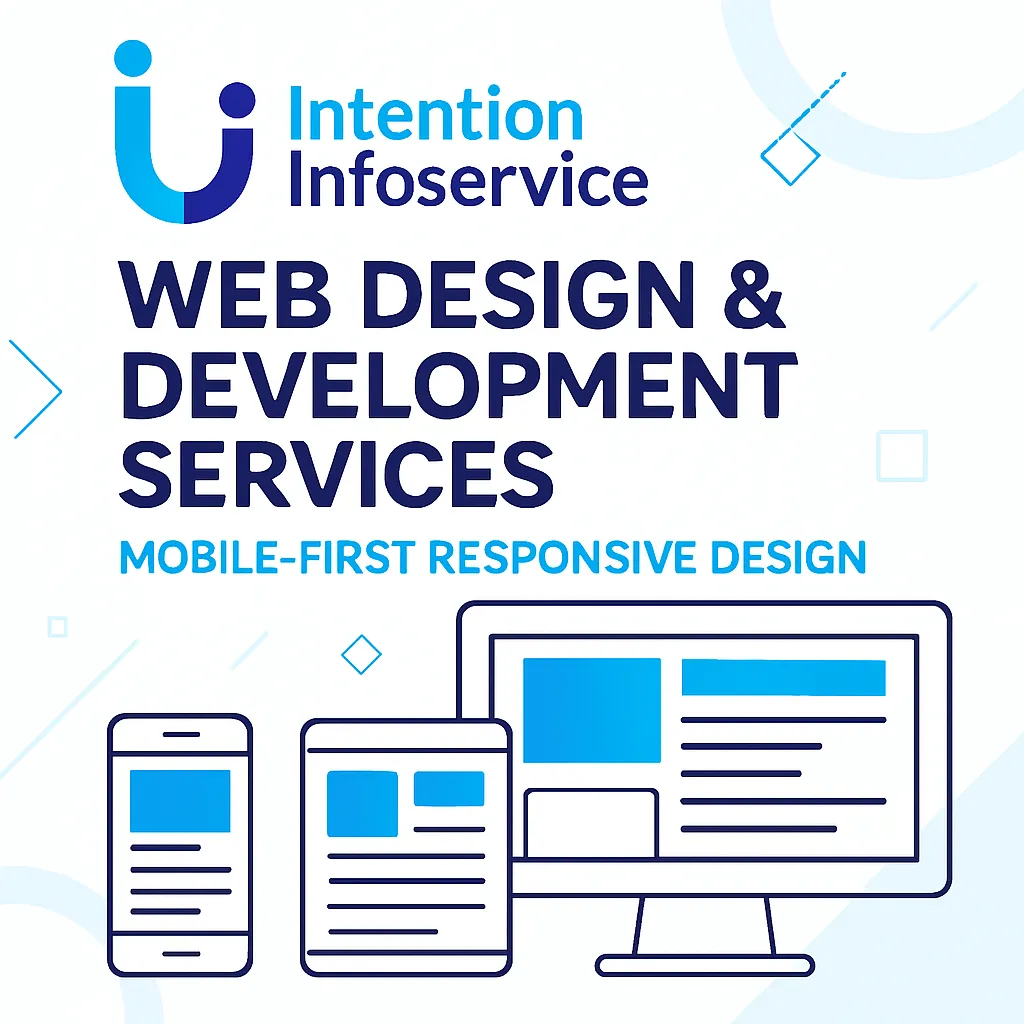 Intention
Infoservice
WEB DESIGN &
DEVELOPMENT
SERVICES
MOBILE-FIRST RESPONSIVE DESIGN